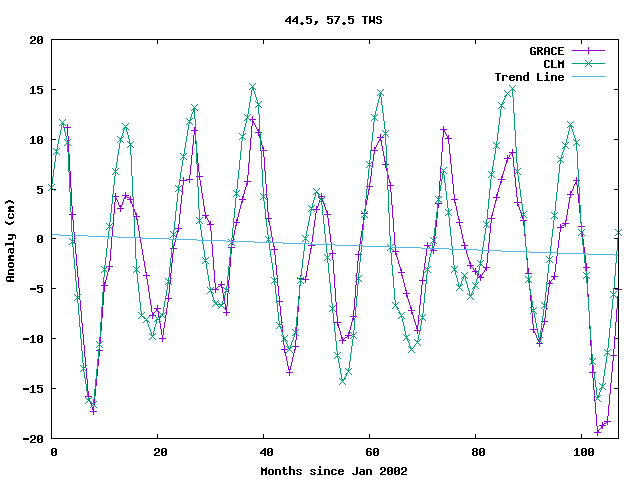 44.5, 57.5 TWS
GRACE
CLM
Trend Line
20
15
10
5
0
-5
-10
-15
-20
Anomaly (cm)
0 20 40 60 80 100
Months since Jan 2002